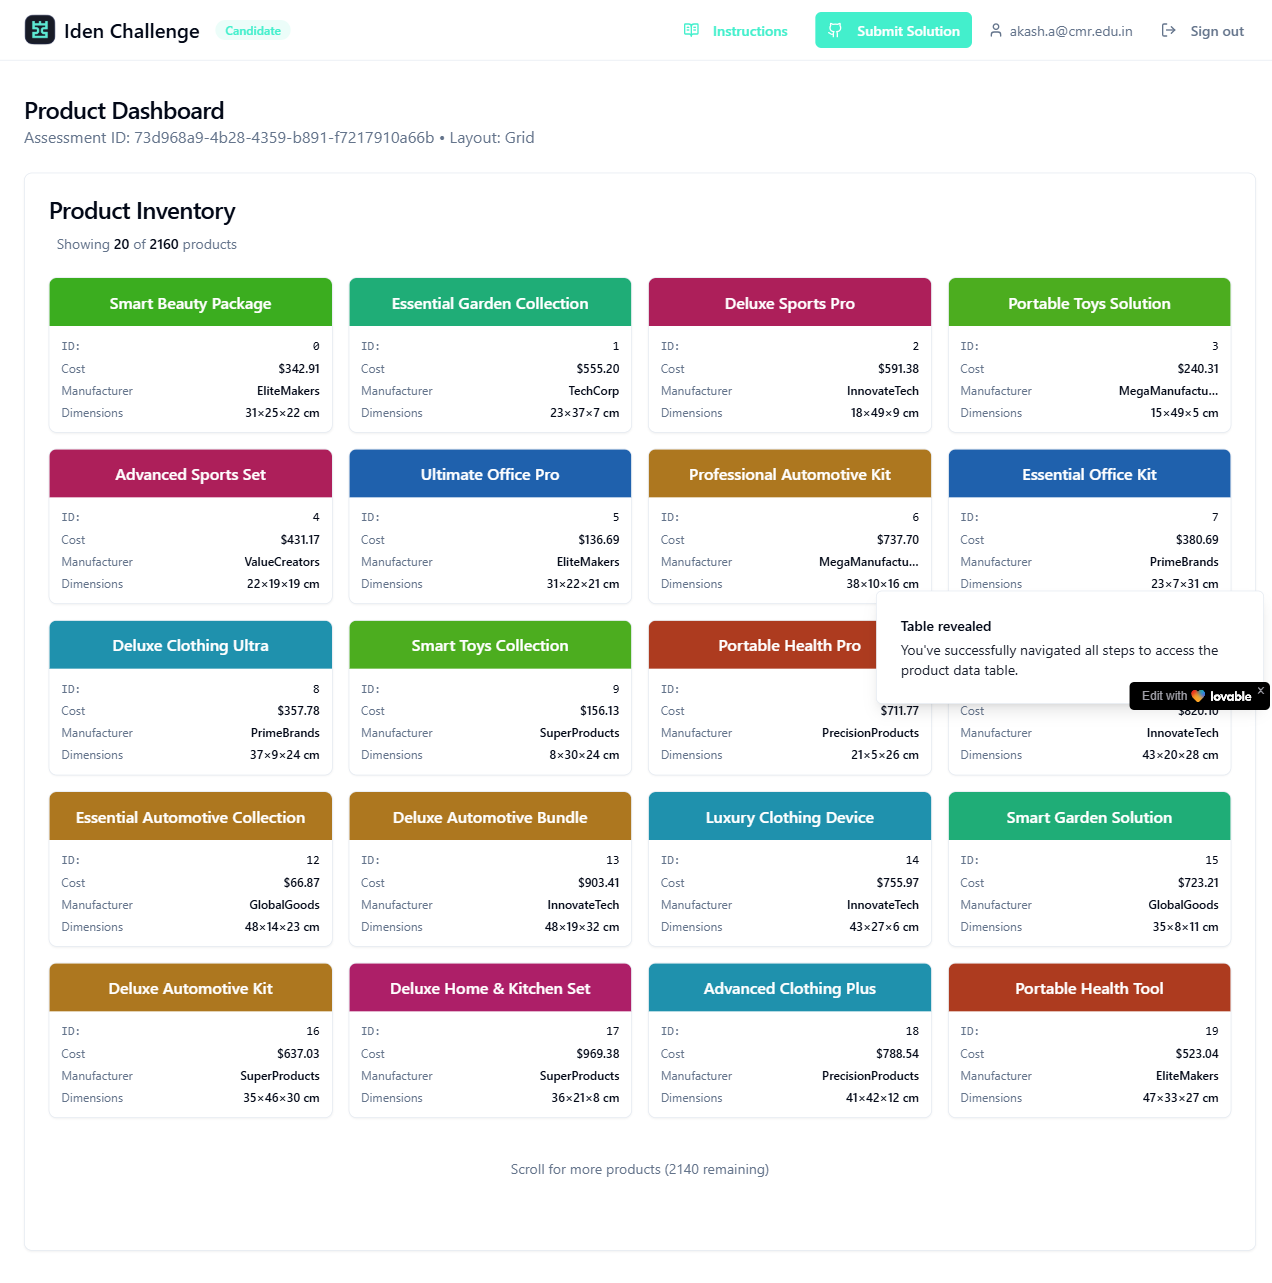 Iden Challenge
Candidate
Instructions
Submit Solution
akash.a@cmr.edu.in
Sign out
Product Dashboard
Assessment ID: 73d968a9-4b28-4359-b891-f7217910a66b • Layout: Grid
Product Inventory
Showing 20 of 2160 products
Smart Beauty Package
ID: 0
Cost $342.91
Manufacturer EliteMakers
Dimensions 31×25×22 cm
Essential Garden Collection
ID: 1
Cost $555.20
Manufacturer TechCorp
Dimensions 23×37×7 cm
Deluxe Sports Pro
ID: 2
Cost $591.38
Manufacturer InnovateTech
Dimensions 18×49×9 cm
Portable Toys Solution
ID: 3
Cost $240.31
Manufacturer MegaManufactu...
Dimensions 15×49×5 cm
Advanced Sports Set
ID: 4
Cost $431.17
Manufacturer ValueCreators
Dimensions 22×19×19 cm
Ultimate Office Pro
ID: 5
Cost $136.69
Manufacturer EliteMakers
Dimensions 31×22×21 cm
Professional Automotive Kit
ID: 6
Cost $737.70
Manufacturer MegaManufactu...
Dimensions 38×10×16 cm
Essential Office Kit
ID: 7
Cost $380.69
Manufacturer PrimeBrands
Dimensions 23×7×31 cm
Deluxe Clothing Ultra
ID: 8
Cost $357.78
Manufacturer PrimeBrands
Dimensions 37×9×24 cm
Smart Toys Collection
ID: 9
Cost $156.13
Manufacturer SuperProducts
Dimensions 8×30×24 cm
Portable Health Pro
ID:
Cost $711.77
Manufacturer PrecisionProducts
Dimensions 21×5×26 cm
Table revealed
You've successfully navigated all steps to access the
product data table.
Edit with lovable ×
Cost $820.10
Manufacturer InnovateTech
Dimensions 43×20×28 cm
Essential Automotive Collection
ID: 12
Cost $66.87
Manufacturer GlobalGoods
Dimensions 48×14×23 cm
Deluxe Automotive Bundle
ID: 13
Cost $903.41
Manufacturer InnovateTech
Dimensions 48×19×32 cm
Luxury Clothing Device
ID: 14
Cost $755.97
Manufacturer InnovateTech
Dimensions 43×27×6 cm
Smart Garden Solution
ID: 15
Cost $723.21
Manufacturer GlobalGoods
Dimensions 35×8×11 cm
Deluxe Automotive Kit
ID: 16
Cost $637.03
Manufacturer SuperProducts
Dimensions 35×46×30 cm
Deluxe Home & Kitchen Set
ID: 17
Cost $969.38
Manufacturer SuperProducts
Dimensions 36×21×8 cm
Advanced Clothing Plus
ID: 18
Cost $788.54
Manufacturer PrecisionProducts
Dimensions 41×42×12 cm
Portable Health Tool
ID: 19
Cost $523.04
Manufacturer EliteMakers
Dimensions 47×33×27 cm
Scroll for more products (2140 remaining)